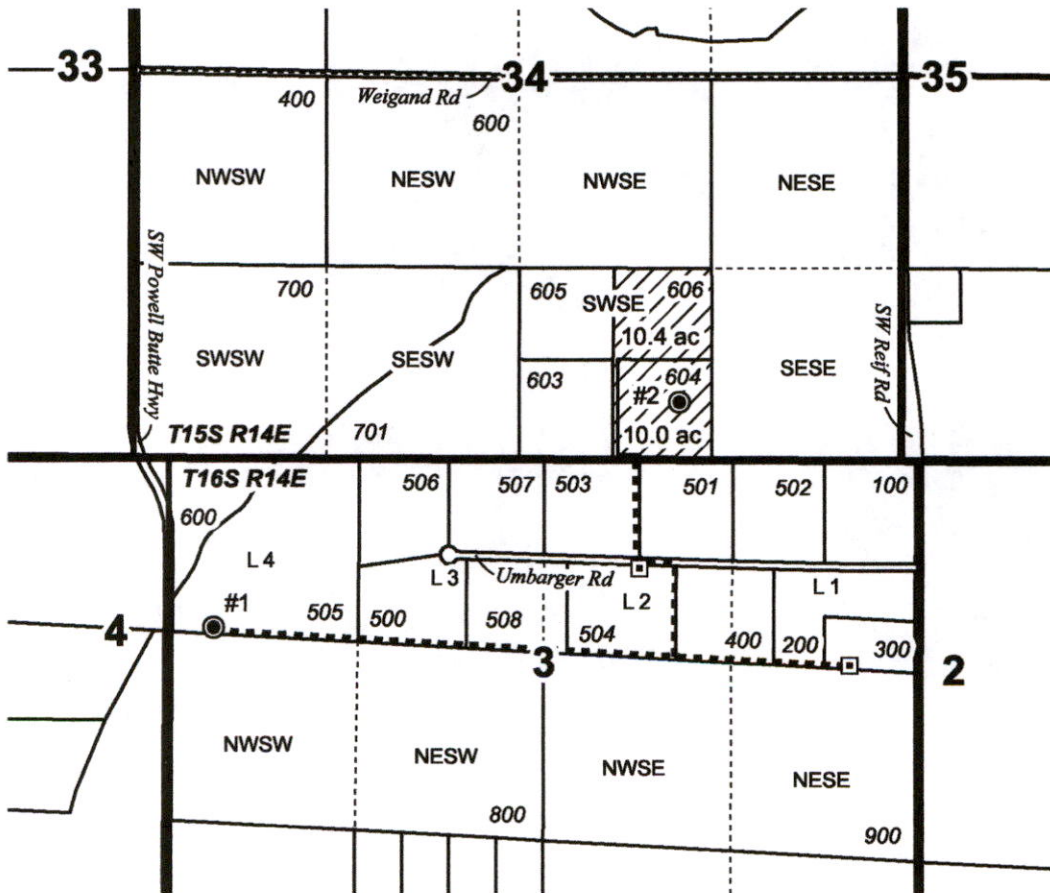 33
34
35
Weigand Rd
400
600
NWSW
NESW
NWSE
NESE
SW Powell Butte Hwy
700
605
SWSE
606
10.4 ac
SWSW
SESW
603
#2
604
10.0 ac
SESE
SW Reif Rd
T15S R14E
701
T16S R14E
600
506
507
503
501
502
100
L 4
L 3
Umbarger Rd
L 2
L 1
#1
505
500
508
504
400
200
300
4
3
2
NWSW
NESW
NWSE
NESE
800
900